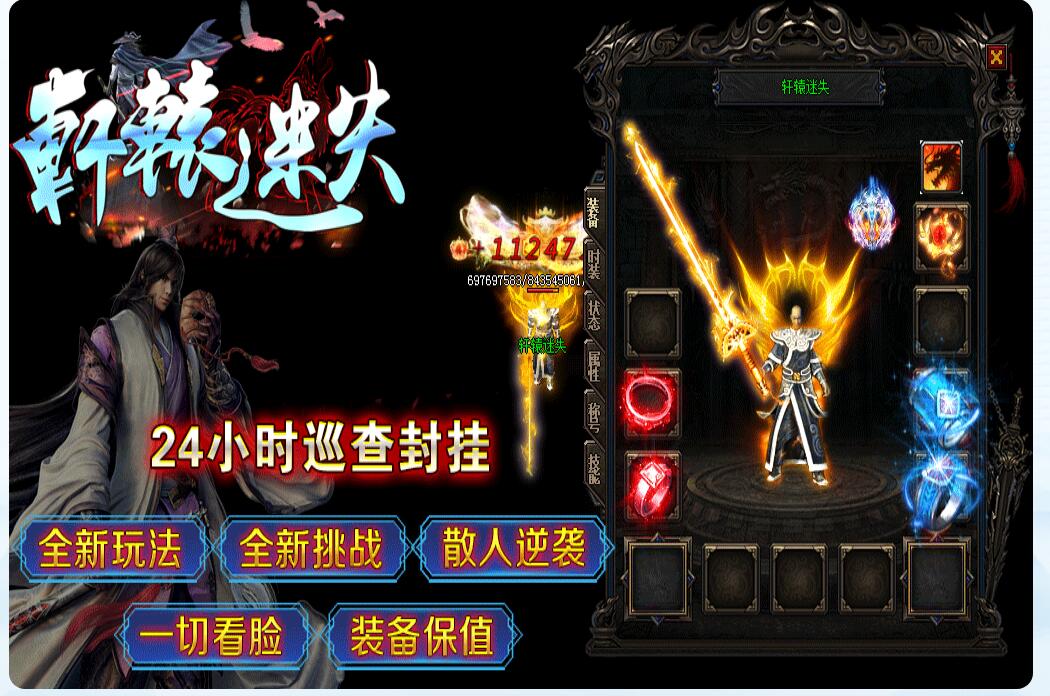 軒轅迷失
轩辕迷失
装备
时装
状态
属性
称号
技能
+11247
697697583/843545061/
轩辕迷失
24小时巡查封挂
全新玩法
全新挑战
散人逆袭
一切看脸
装备保值